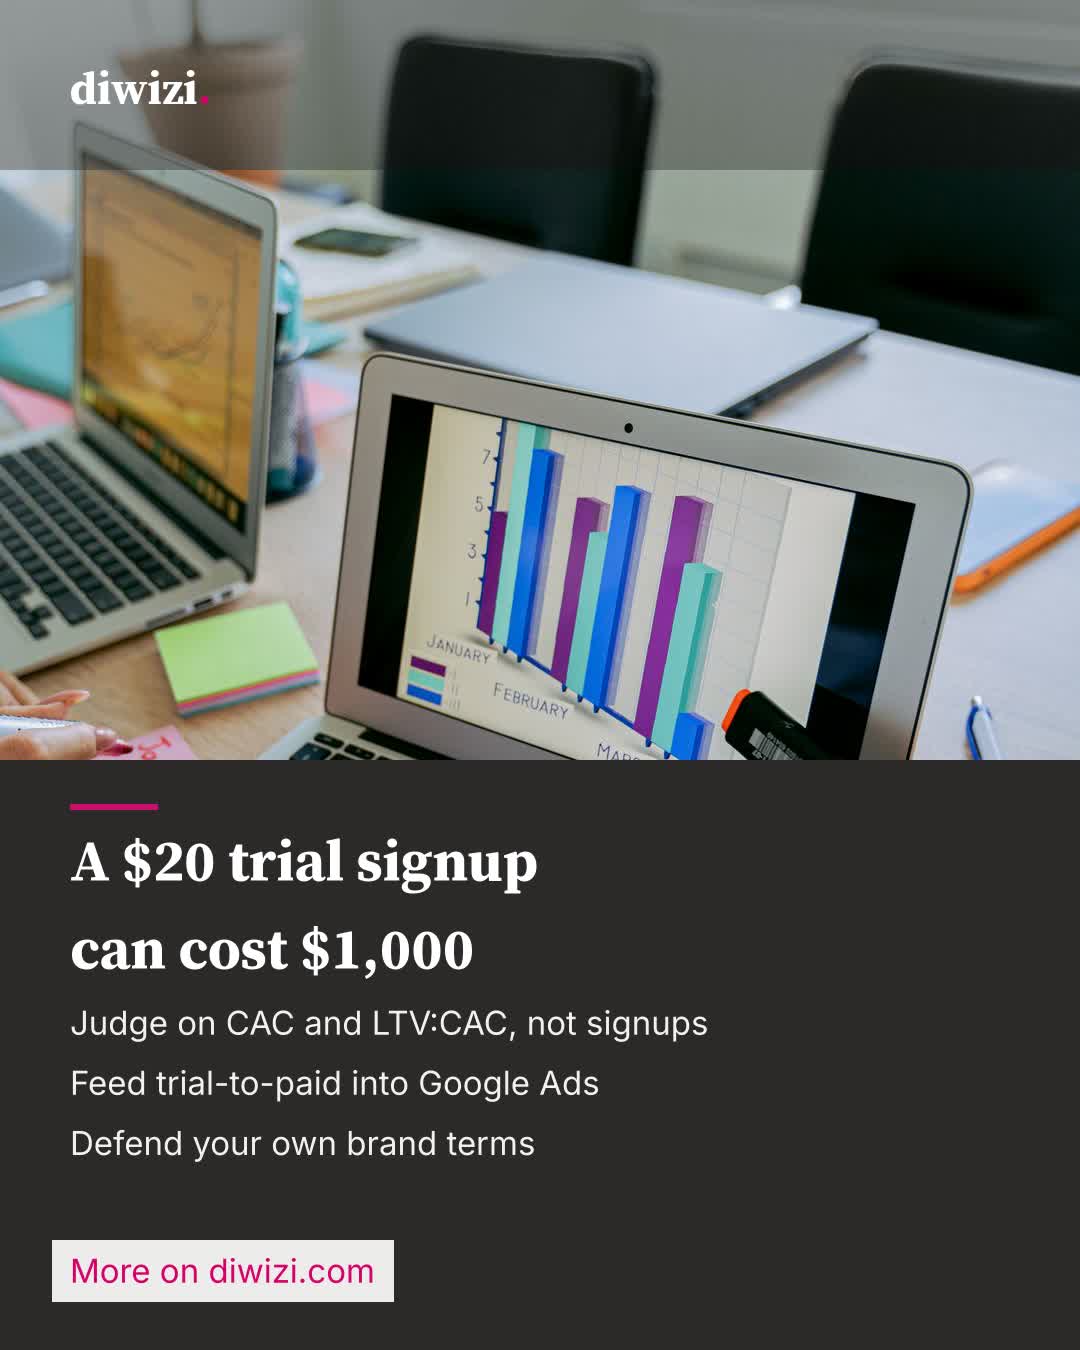 diwizi.
7
5
3
1
JANUARY
FEBRUARY
A $20 trial signup
can cost $1,000
Judge on CAC and LTV:CAC, not signups
Feed trial-to-paid into Google Ads
Defend your own brand terms
More on diwizi.com